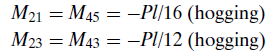 M₂₁ = M₄₅ = −Pl/16 (hogging)
M₂₃ = M₄₃ = −Pl/12 (hogging)